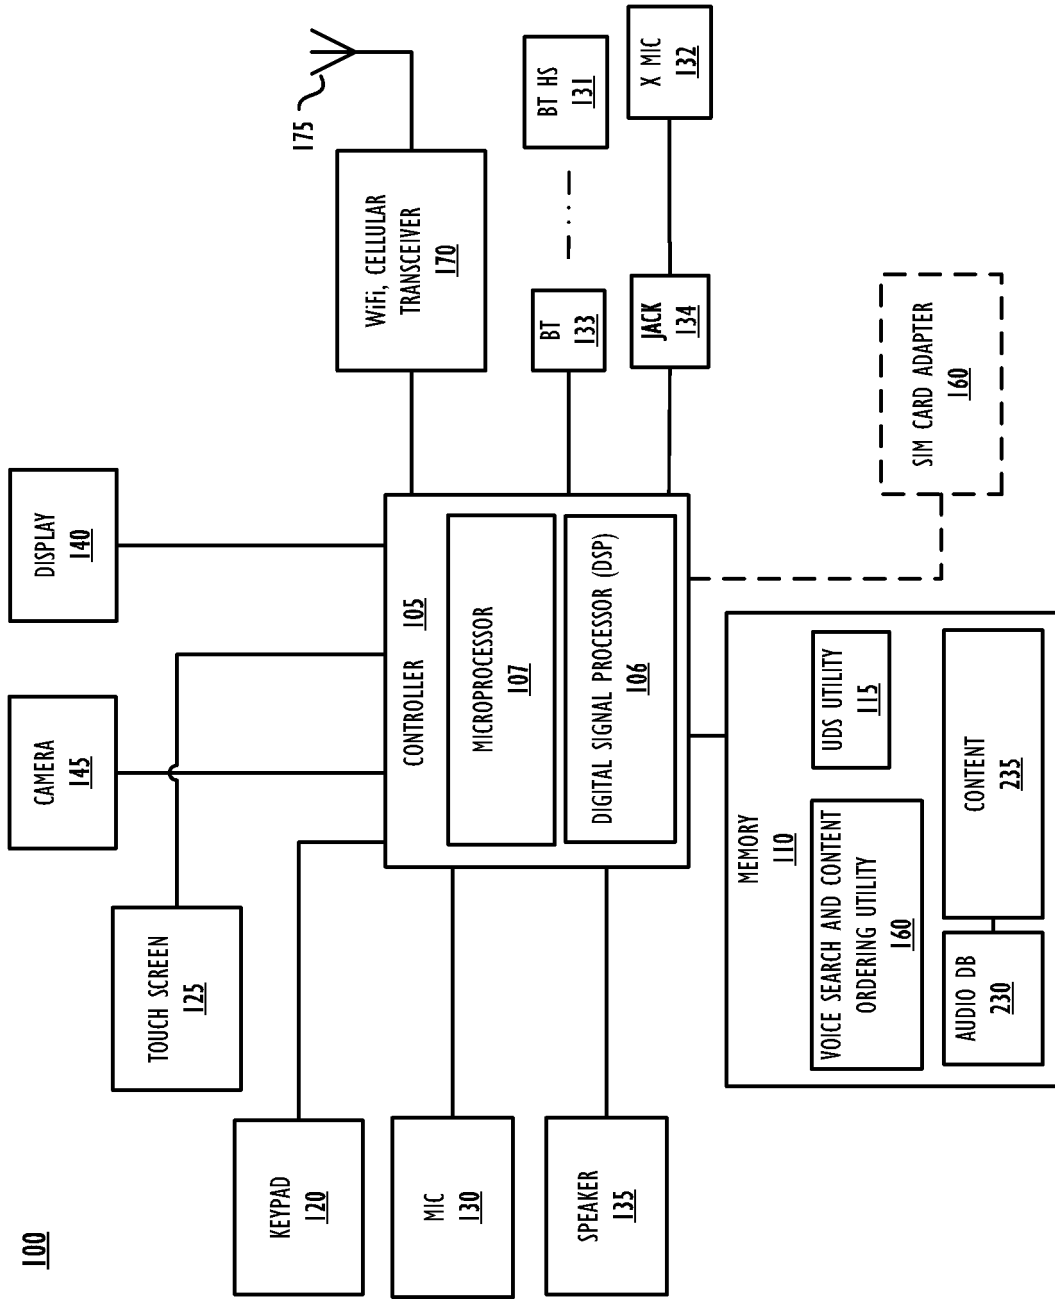 100
DISPLAY
140
CAMERA
145
TOUCH SCREEN
125
KEYPAD
120
MIC
130
SPEAKER
135
CONTROLLER
105
MICROPROCESSOR
107
DIGITAL SIGNAL PROCESSOR (DSP)
106
175
WiFi, CELLULAR
TRANSCEIVER
170
BT
133
BT HS
131
JACK
134
X MIC
132
SIM CARD ADAPTER
160
MEMORY
110
VOICE SEARCH AND CONTENT
ORDERING UTILITY
160
UDS UTILITY
115
AUDIO DB
230
CONTENT
235